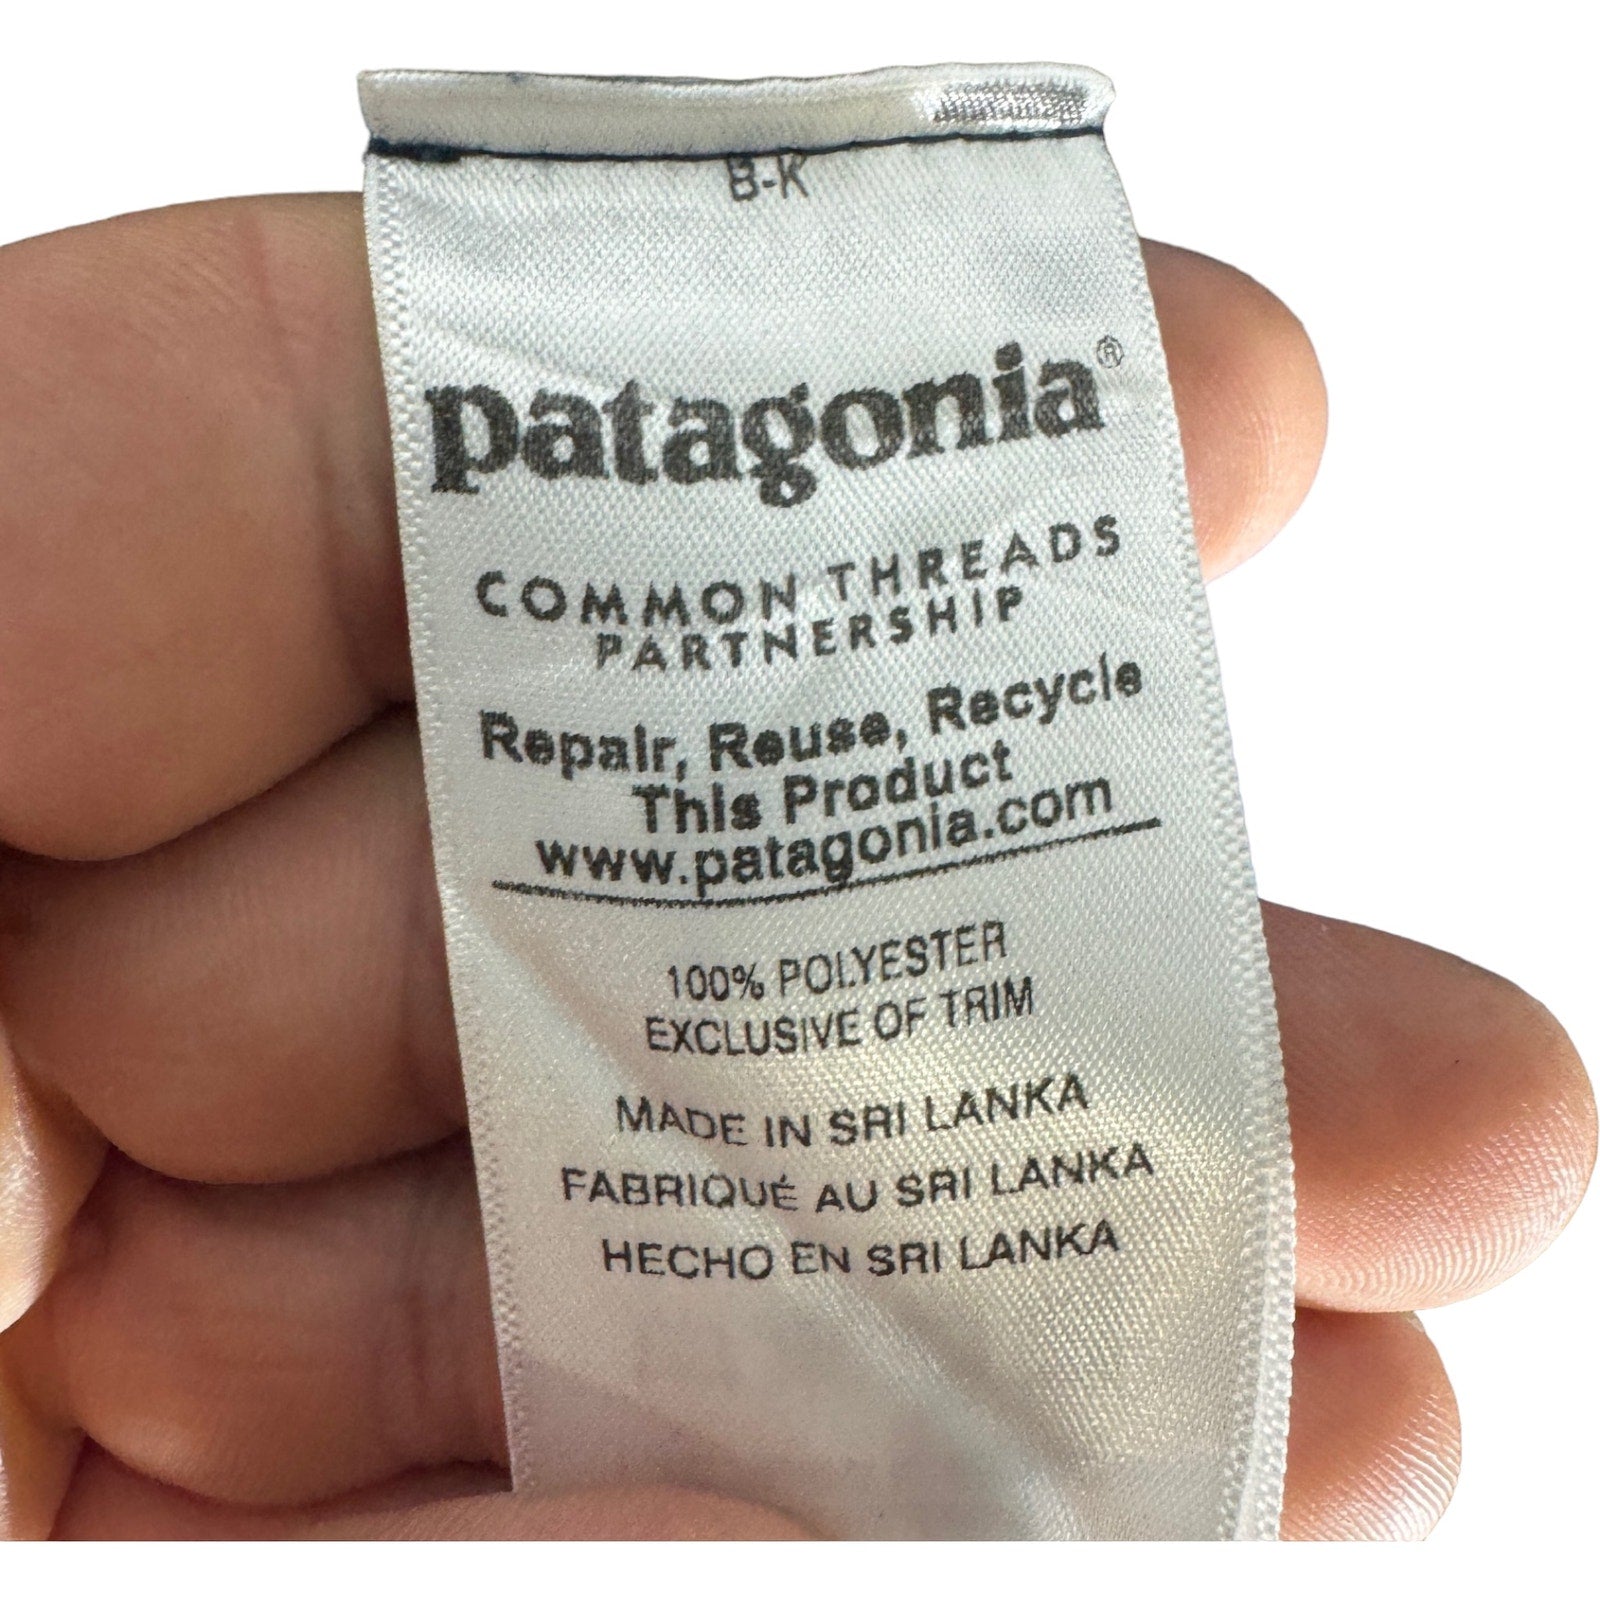 B-K
patagonia®
COMMON THREADS
PARTNERSHIP
Repair, Reuse, Recycle
This Product
www.patagonia.com
100% POLYESTER
EXCLUSIVE OF TRIM
MADE IN SRI LANKA
FABRIQUÉ AU SRI LANKA
HECHO EN SRI LANKA